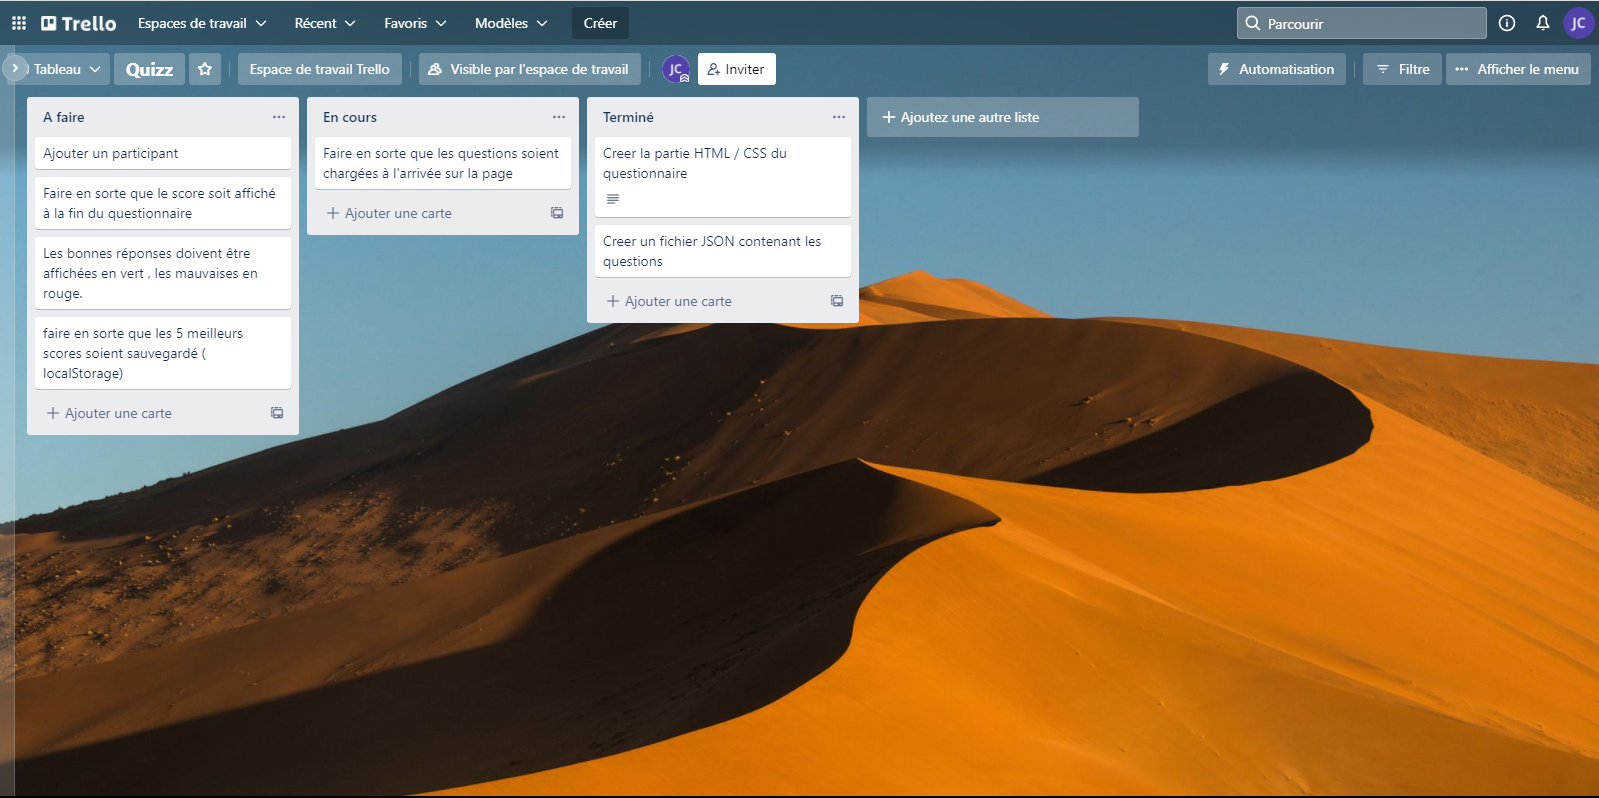 Trello
Espaces de travail
Récent
Favoris
Modèles
Créer
Parcourir
JC
Tableau
Quizz
Espace de travail Trello
Visible par l'espace de travail
JC
Inviter
Automatisation
Filtre
Afficher le menu
A faire
Ajouter un participant
Faire en sorte que le score soit affiché
à la fin du questionnaire
Les bonnes réponses doivent être
affichées en vert , les mauvaises en
rouge.
faire en sorte que les 5 meilleurs
scores soient sauvegardé (
localStorage)
Ajouter une carte
En cours
Faire en sorte que les questions soient
chargées à l'arrivée sur la page
Ajouter une carte
Terminé
Creer la partie HTML / CSS du
questionnaire
Creer un fichier JSON contenant les
questions
Ajouter une carte
Ajoutez une autre liste